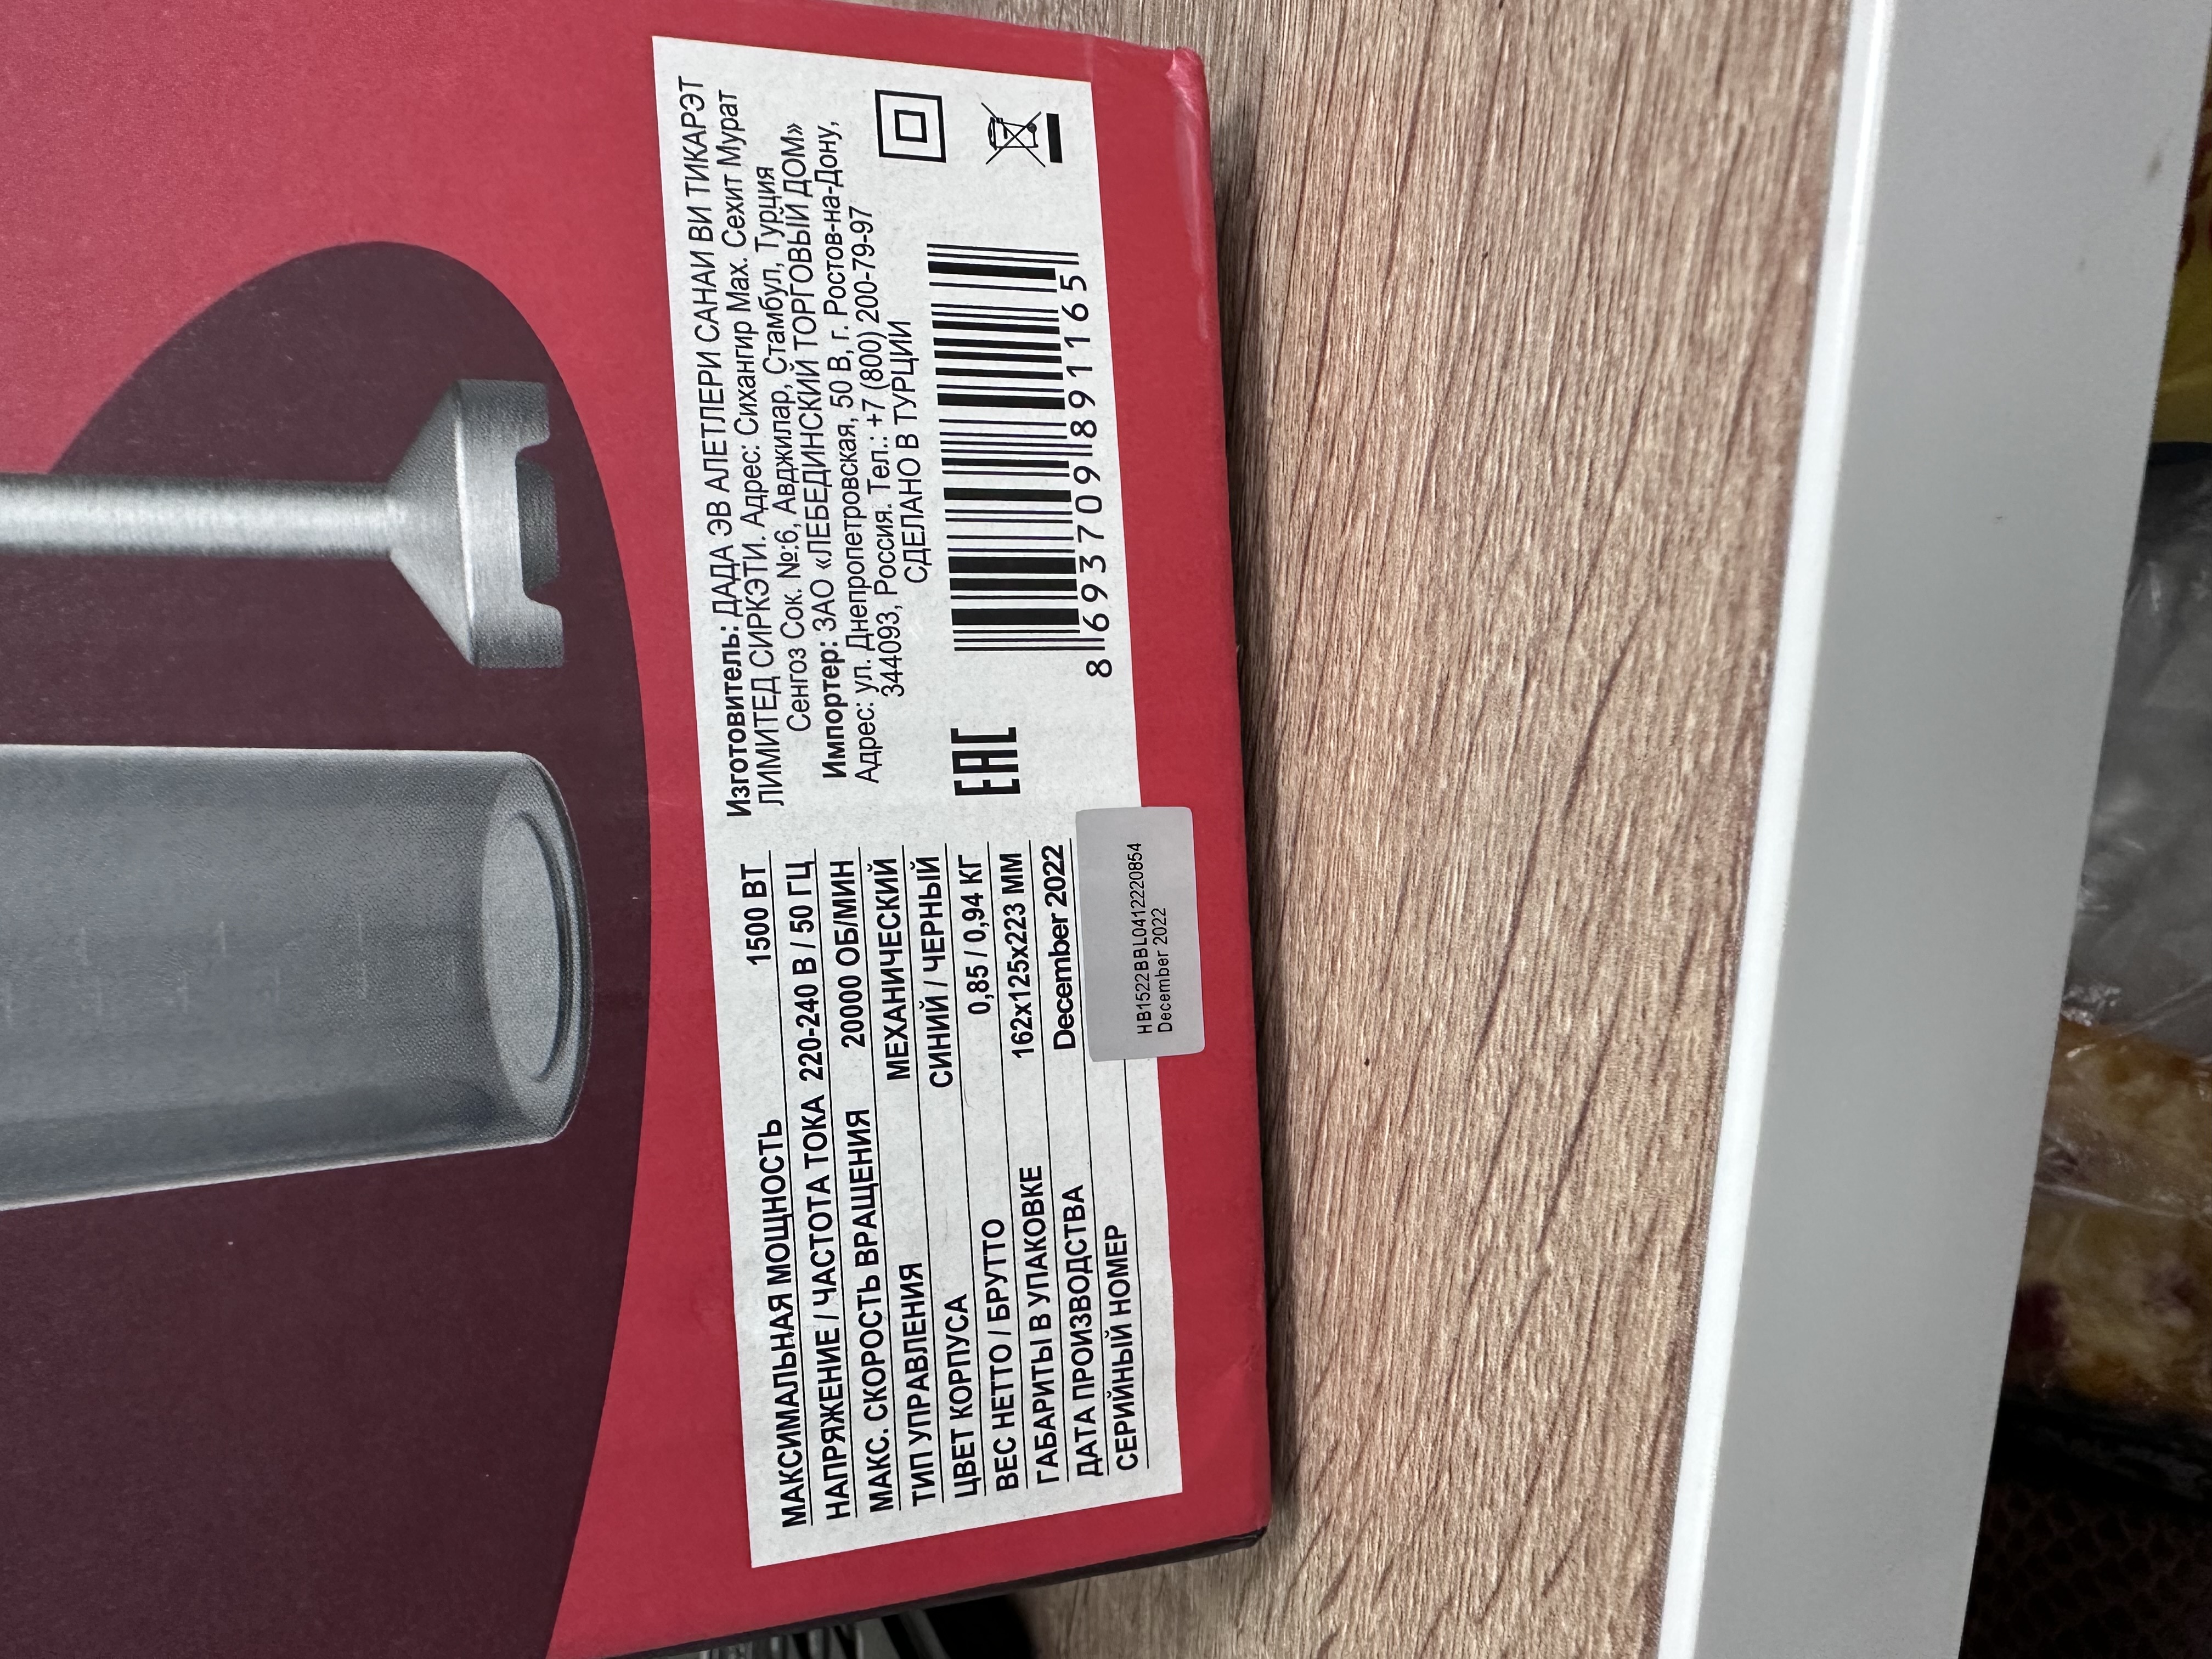 МАКСИМАЛЬНАЯ МОЩНОСТЬ 1500 ВТ
НАПРЯЖЕНИЕ / ЧАСТОТА ТОКА 220-240 В / 50 ГЦ
МАКС. СКОРОСТЬ ВРАЩЕНИЯ 20000 ОБ/МИН
ТИП УПРАВЛЕНИЯ МЕХАНИЧЕСКИЙ
ЦВЕТ КОРПУСА СИНИЙ / ЧЕРНЫЙ
ВЕС НЕТТО / БРУТТО 0,85 / 0,94 КГ
ГАБАРИТЫ В УПАКОВКЕ 162x125x223 ММ
ДАТА ПРОИЗВОДСТВА December 2022
СЕРИЙНЫЙ НОМЕР
HB1522BBL0412220854
December 2022
Изготовитель: ДАДА ЭВ АЛЕТЛЕРИ САНАИ ВИ ТИКАРЭТ
ЛИМИТЕД СИРКЭТИ. Адрес: Сихангир Мах. Сехит Мурат
Сенгоз Сок. №:6, Авджилар, Стамбул, Турция
Импортер: ЗАО «ЛЕБЕДИНСКИЙ ТОРГОВЫЙ ДОМ»
Адрес: ул. Днепропетровская, 50 В, г. Ростов-на-Дону,
344093, Россия. Тел.: +7 (800) 200-79-97
СДЕЛАНО В ТУРЦИИ
EAC
8 693709 891165